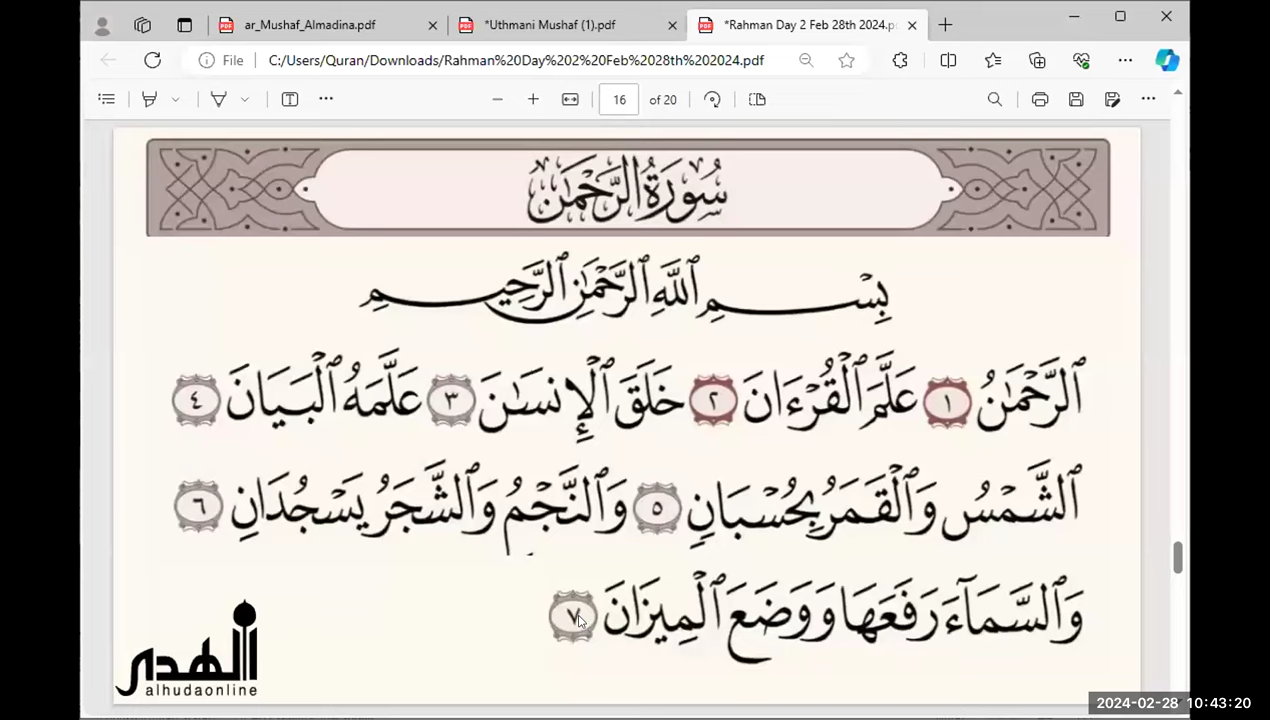 ar_Mushaf_Almadina.pdf
*Uthmani Mushaf (1).pdf
*Rahman Day 2 Feb 28th 2024.p
File
C:/Users/Quran/Downloads/Rahman%20Day%202%20Feb%2028th%202024.pdf
16 of 20
سُورَةُ الرَّحْمَٰن
بِسْمِ ٱللَّهِ ٱلرَّحْمَٰنِ ٱلرَّحِيمِ
ٱلرَّحْمَٰنُ ١ عَلَّمَ ٱلْقُرْءَانَ ٢ خَلَقَ ٱلْإِنسَٰنَ ٣ عَلَّمَهُ ٱلْبَيَانَ ٤
ٱلشَّمْسُ وَٱلْقَمَرُ بِحُسْبَانٍ ٥ وَٱلنَّجْمُ وَٱلشَّجَرُ يَسْجُدَانِ ٦
وَٱلسَّمَآءَ رَفَعَهَا وَوَضَعَ ٱلْمِيزَانَ ٧
الهدى
alhudaonline
2024-02-28 10:43:20